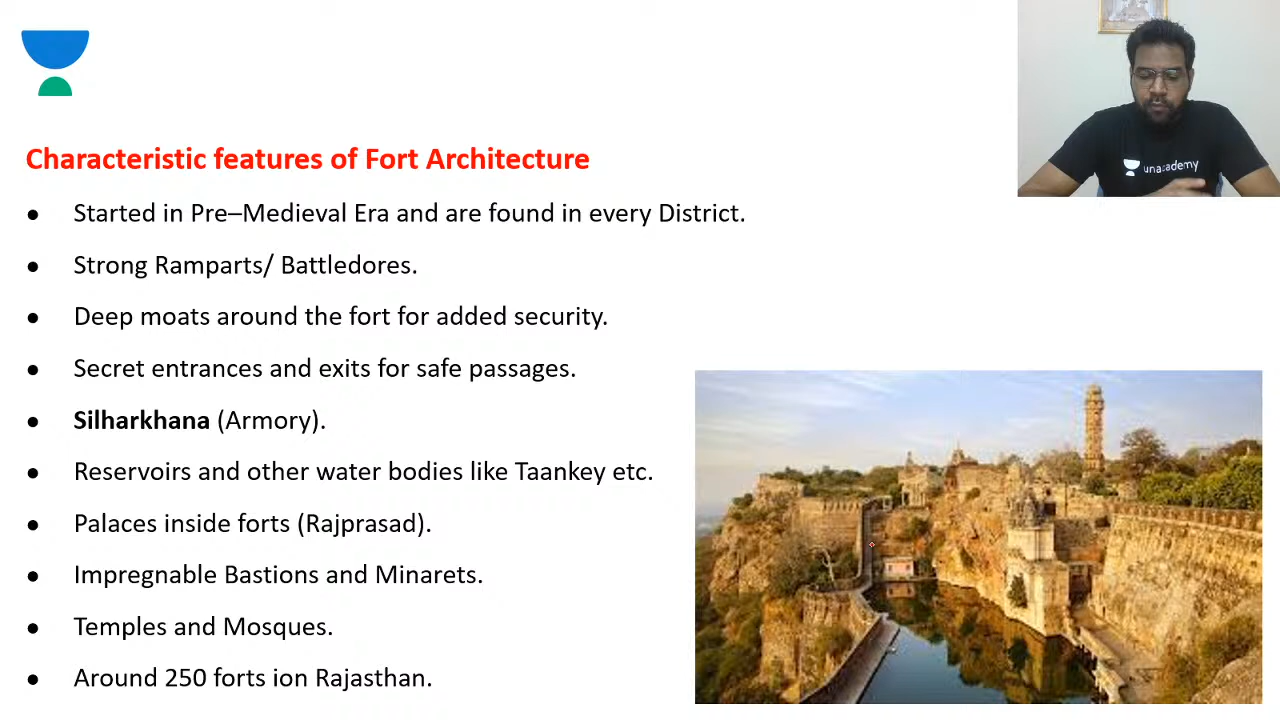 unacademy
Characteristic features of Fort Architecture
● Started in Pre–Medieval Era and are found in every District.
● Strong Ramparts/ Battledores.
● Deep moats around the fort for added security.
● Secret entrances and exits for safe passages.
● Silharkhana (Armory).
● Reservoirs and other water bodies like Taankey etc.
● Palaces inside forts (Rajprasad).
● Impregnable Bastions and Minarets.
● Temples and Mosques.
● Around 250 forts ion Rajasthan.